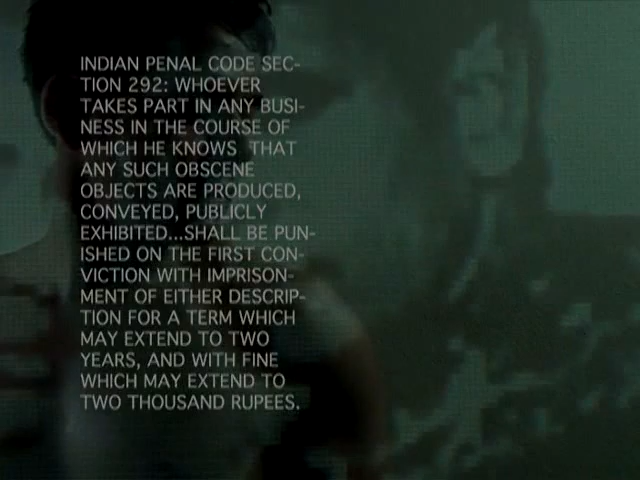 INDIAN PENAL CODE SEC-
TION 292: WHOEVER
TAKES PART IN ANY BUSI-
NESS IN THE COURSE OF
WHICH HE KNOWS THAT
ANY SUCH OBSCENE
OBJECTS ARE PRODUCED,
CONVEYED, PUBLICLY
EXHIBITED...SHALL BE PUN-
ISHED ON THE FIRST CON-
VICTION WITH IMPRISON-
MENT OF EITHER DESCRIP-
TION FOR A TERM WHICH
MAY EXTEND TO TWO
YEARS, AND WITH FINE
WHICH MAY EXTEND TO
TWO THOUSAND RUPEES.